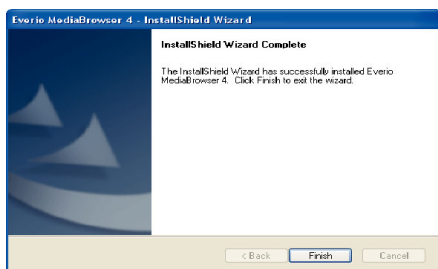 Everio MediaBrowser 4 - InstallShield Wizard
InstallShield Wizard Complete
The InstallShield Wizard has successfully installed Everio
MediaBrowser 4. Click Finish to exit the wizard.
< Back Finish Cancel